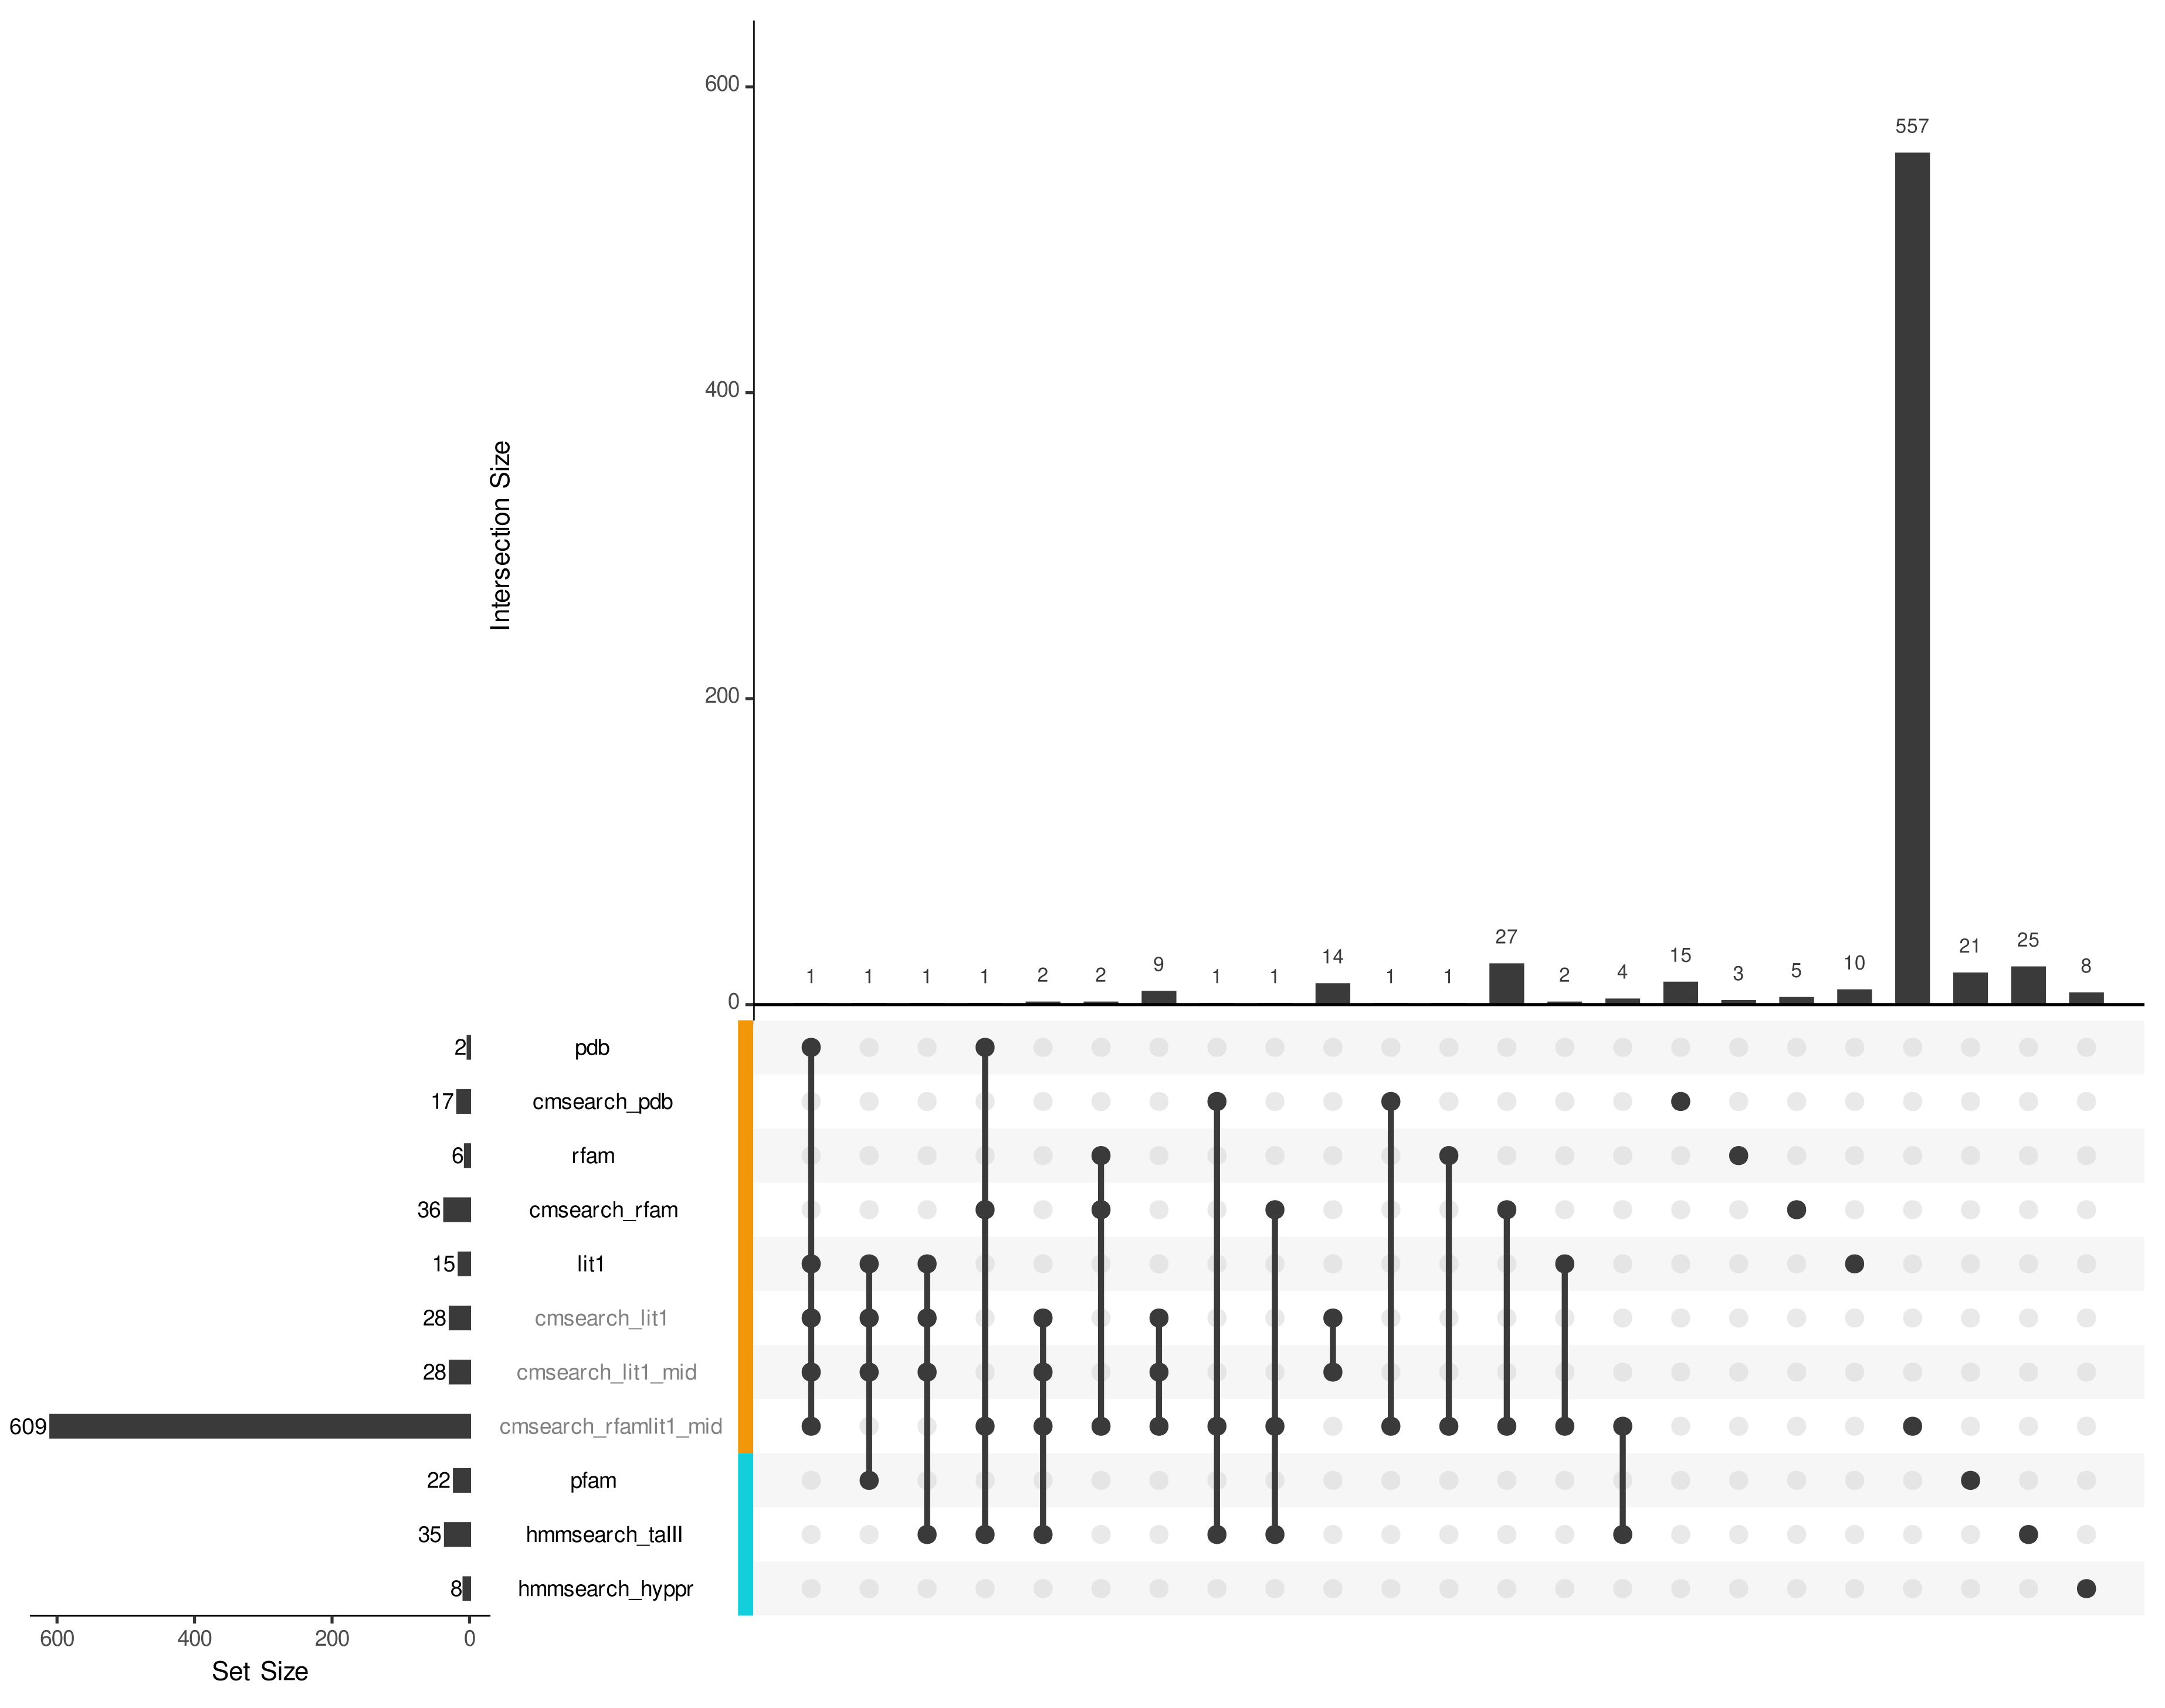 600
557
400
Intersection Size
200
27
14
15
21
25
9
10
8
1 1 1 1 2 2 1 1 1 1 2 4 3 5
0
2 pdb
17 cmsearch_pdb
6 rfam
36 cmsearch_rfam
15 lit1
28 cmsearch_lit1
28 cmsearch_lit1_mid
609 cmsearch_rfamlit1_mid
22 pfam
35 hmmsearch_taIII
8 hmmsearch_hyppr
600 400 200 0
Set Size